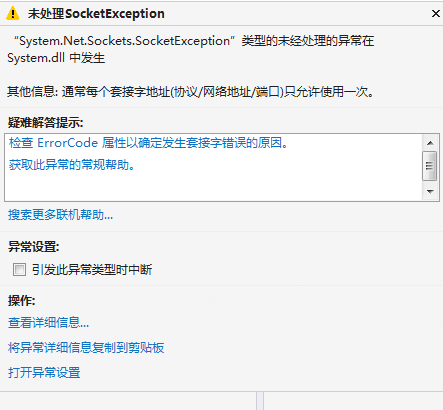 未处理SocketException
“System.Net.Sockets.SocketException”类型的未经处理的异常在
System.dll 中发生
其他信息: 通常每个套接字地址(协议/网络地址/端口)只允许使用一次。
疑难解答提示:
检查 ErrorCode 属性以确定发生套接字错误的原因。
获取此异常的常规帮助。
搜索更多联机帮助...
异常设置:
引发此异常类型时中断
操作:
查看详细信息...
将异常详细信息复制到剪贴板
打开异常设置